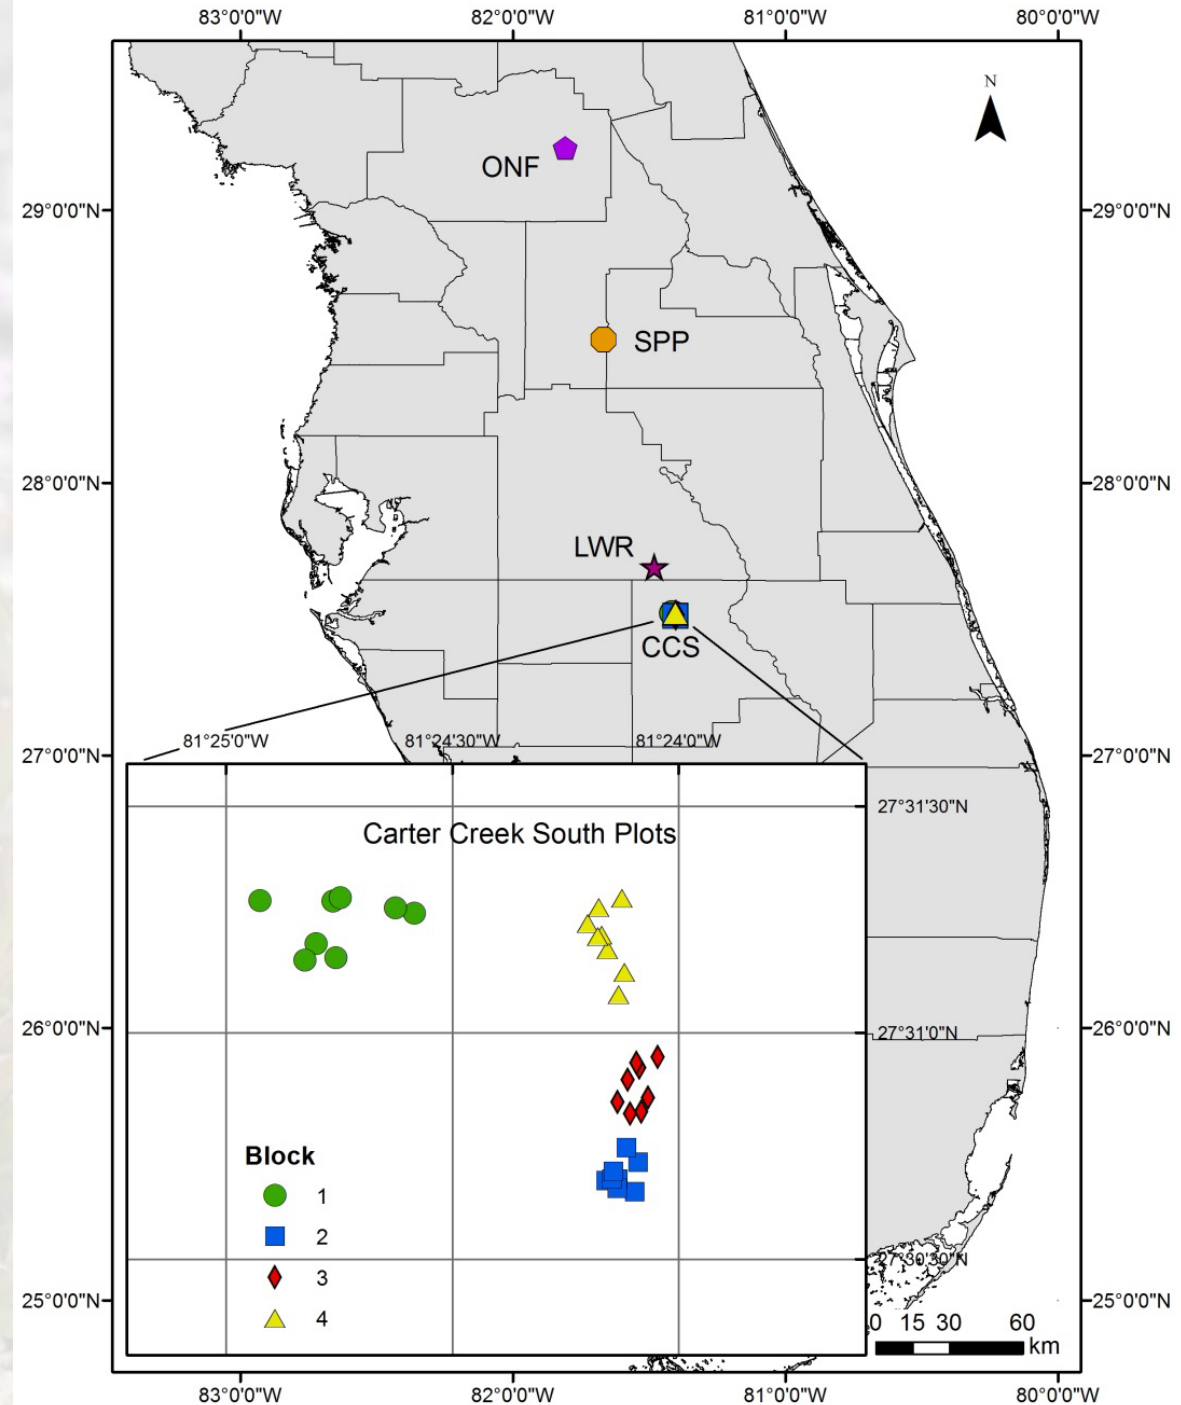 83°0'0"W 82°0'0"W 81°0'0"W 80°0'0"W
N
ONF
29°0'0"N 29°0'0"N
SPP
28°0'0"N 28°0'0"N
LWR
CCS
81°25'0"W 81°24'30"W 81°24'0"W
27°0'0"N 27°0'0"N
27°31'30"N
Carter Creek South Plots
26°0'0"N 27°31'0"N 26°0'0"N
Block
1
2
3
4
27°30'30"N
25°0'0"N 25°0'0"N
0 15 30 60
km
83°0'0"W 82°0'0"W 81°0'0"W 80°0'0"W